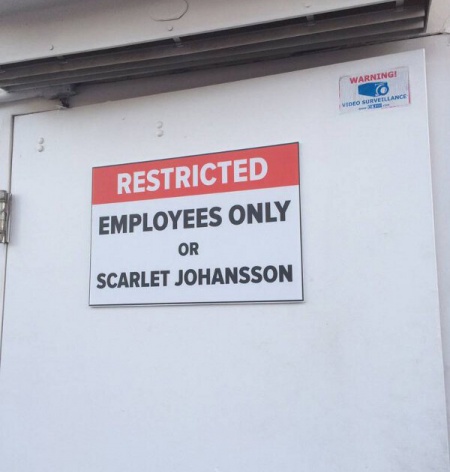 WARNING!
VIDEO SURVEILLANCE
RESTRICTED
EMPLOYEES ONLY
OR
SCARLET JOHANSSON